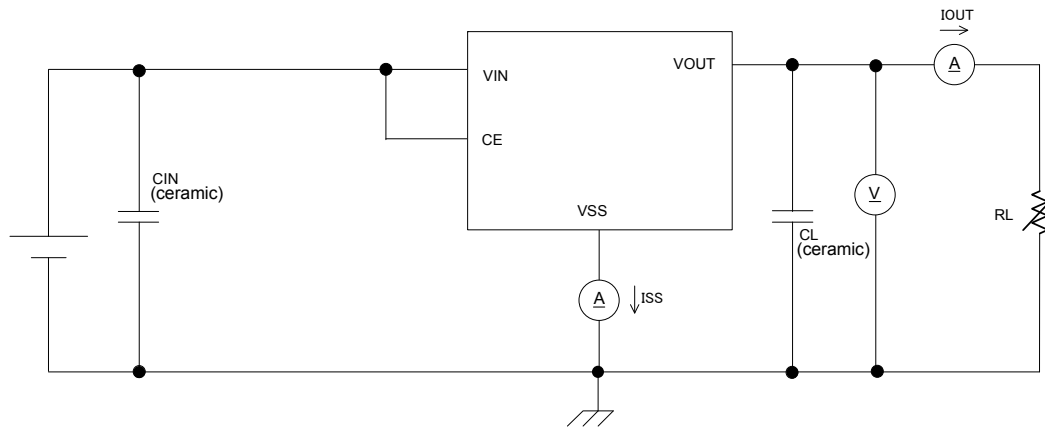 IOUT
A
VOUT
VIN
CE
CIN
(ceramic)
V
VSS
RL
CL
(ceramic)
A
ISS